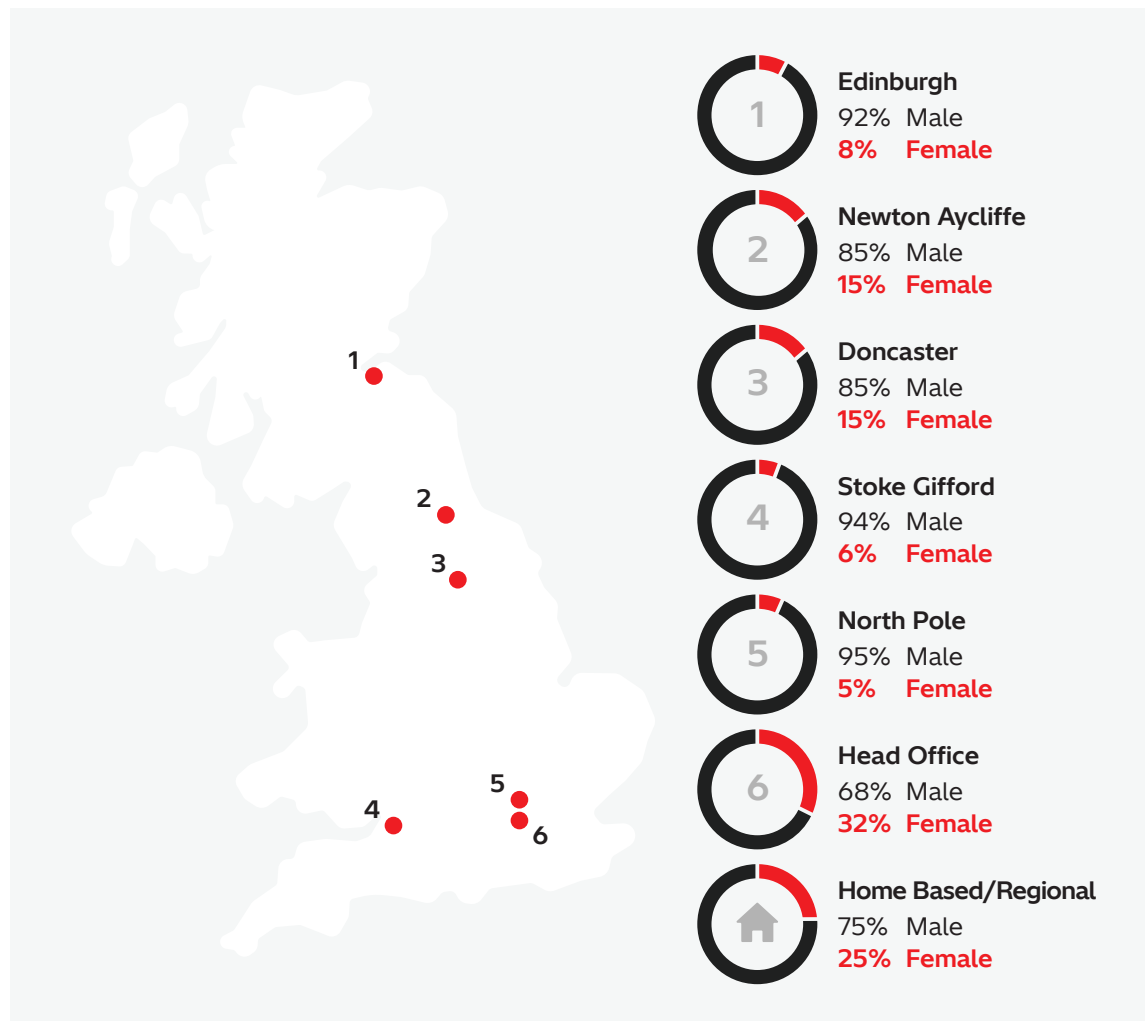 1
2
3
4
5
6
1
Edinburgh
92% Male
8% Female
2
Newton Aycliffe
85% Male
15% Female
3
Doncaster
85% Male
15% Female
4
Stoke Gifford
94% Male
6% Female
5
North Pole
95% Male
5% Female
6
Head Office
68% Male
32% Female
Home Based/Regional
75% Male
25% Female